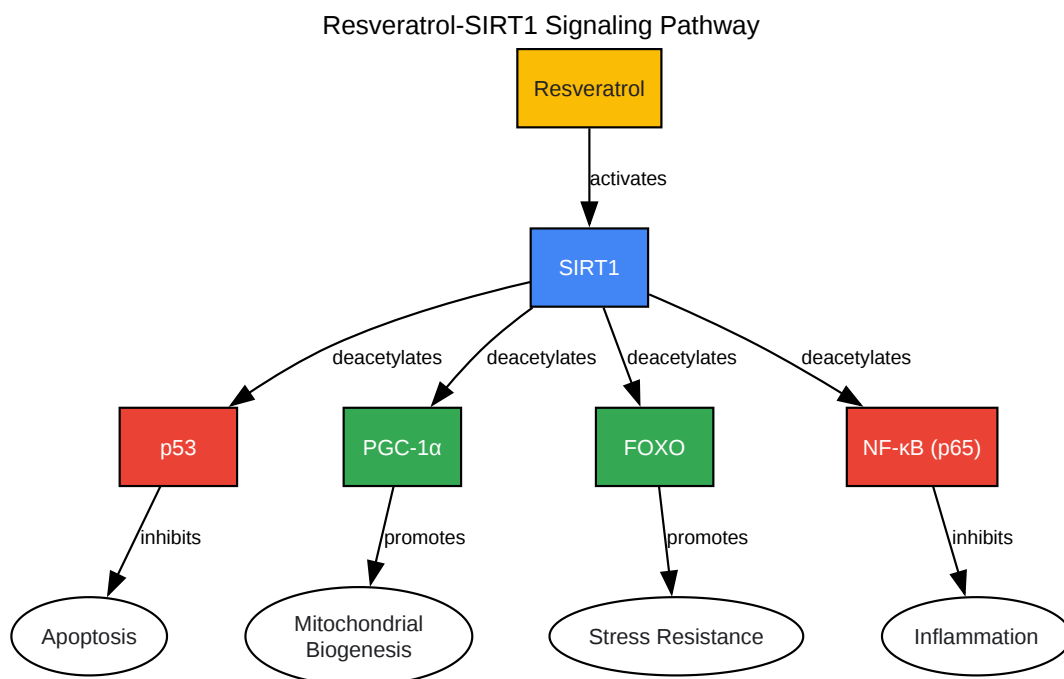 Resveratrol-SIRT1 Signaling Pathway
Resveratrol
activates
SIRT1
deacetylates
deacetylates
deacetylates
deacetylates
p53
PGC-1α
FOXO
NF-κB (p65)
inhibits
promotes
promotes
inhibits
Apoptosis
Mitochondrial
Biogenesis
Stress Resistance
Inflammation